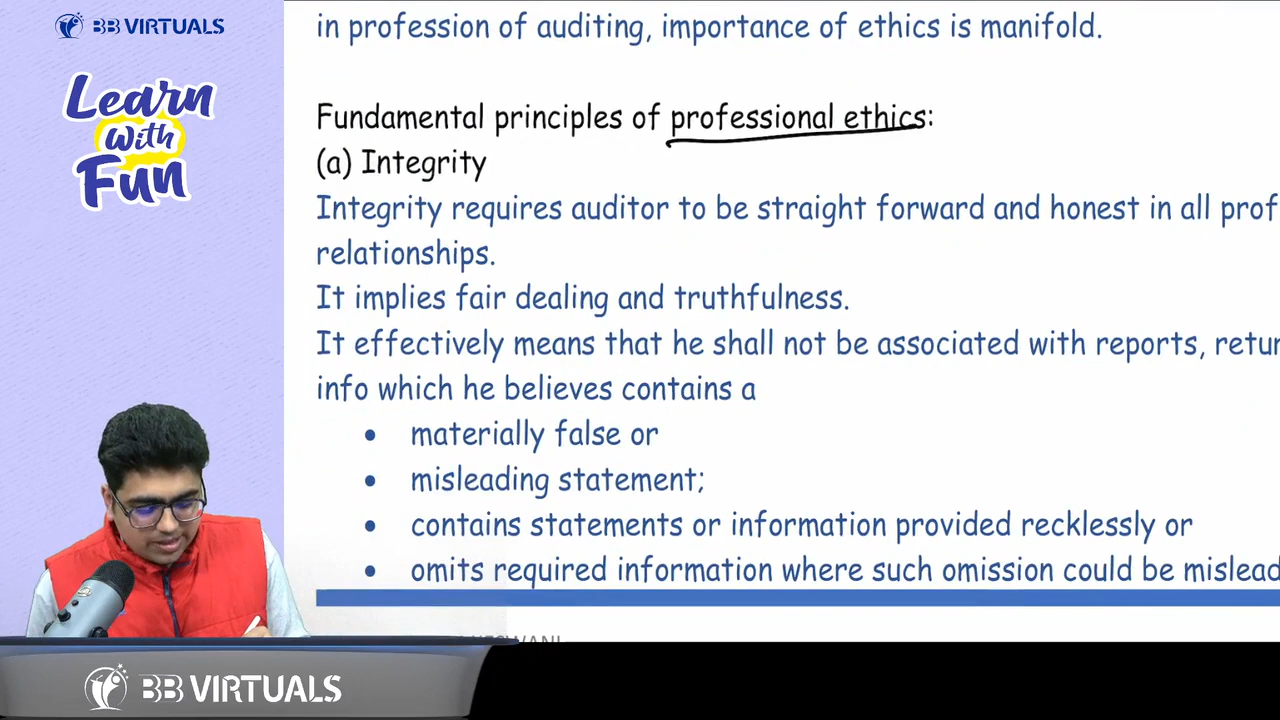 BB VIRTUALS
Learn
With
Fun
in profession of auditing, importance of ethics is manifold.
Fundamental principles of professional ethics:
(a) Integrity
Integrity requires auditor to be straight forward and honest in all prof
relationships.
It implies fair dealing and truthfulness.
It effectively means that he shall not be associated with reports, retur
info which he believes contains a
• materially false or
• misleading statement;
• contains statements or information provided recklessly or
• omits required information where such omission could be mislead
BB VIRTUALS